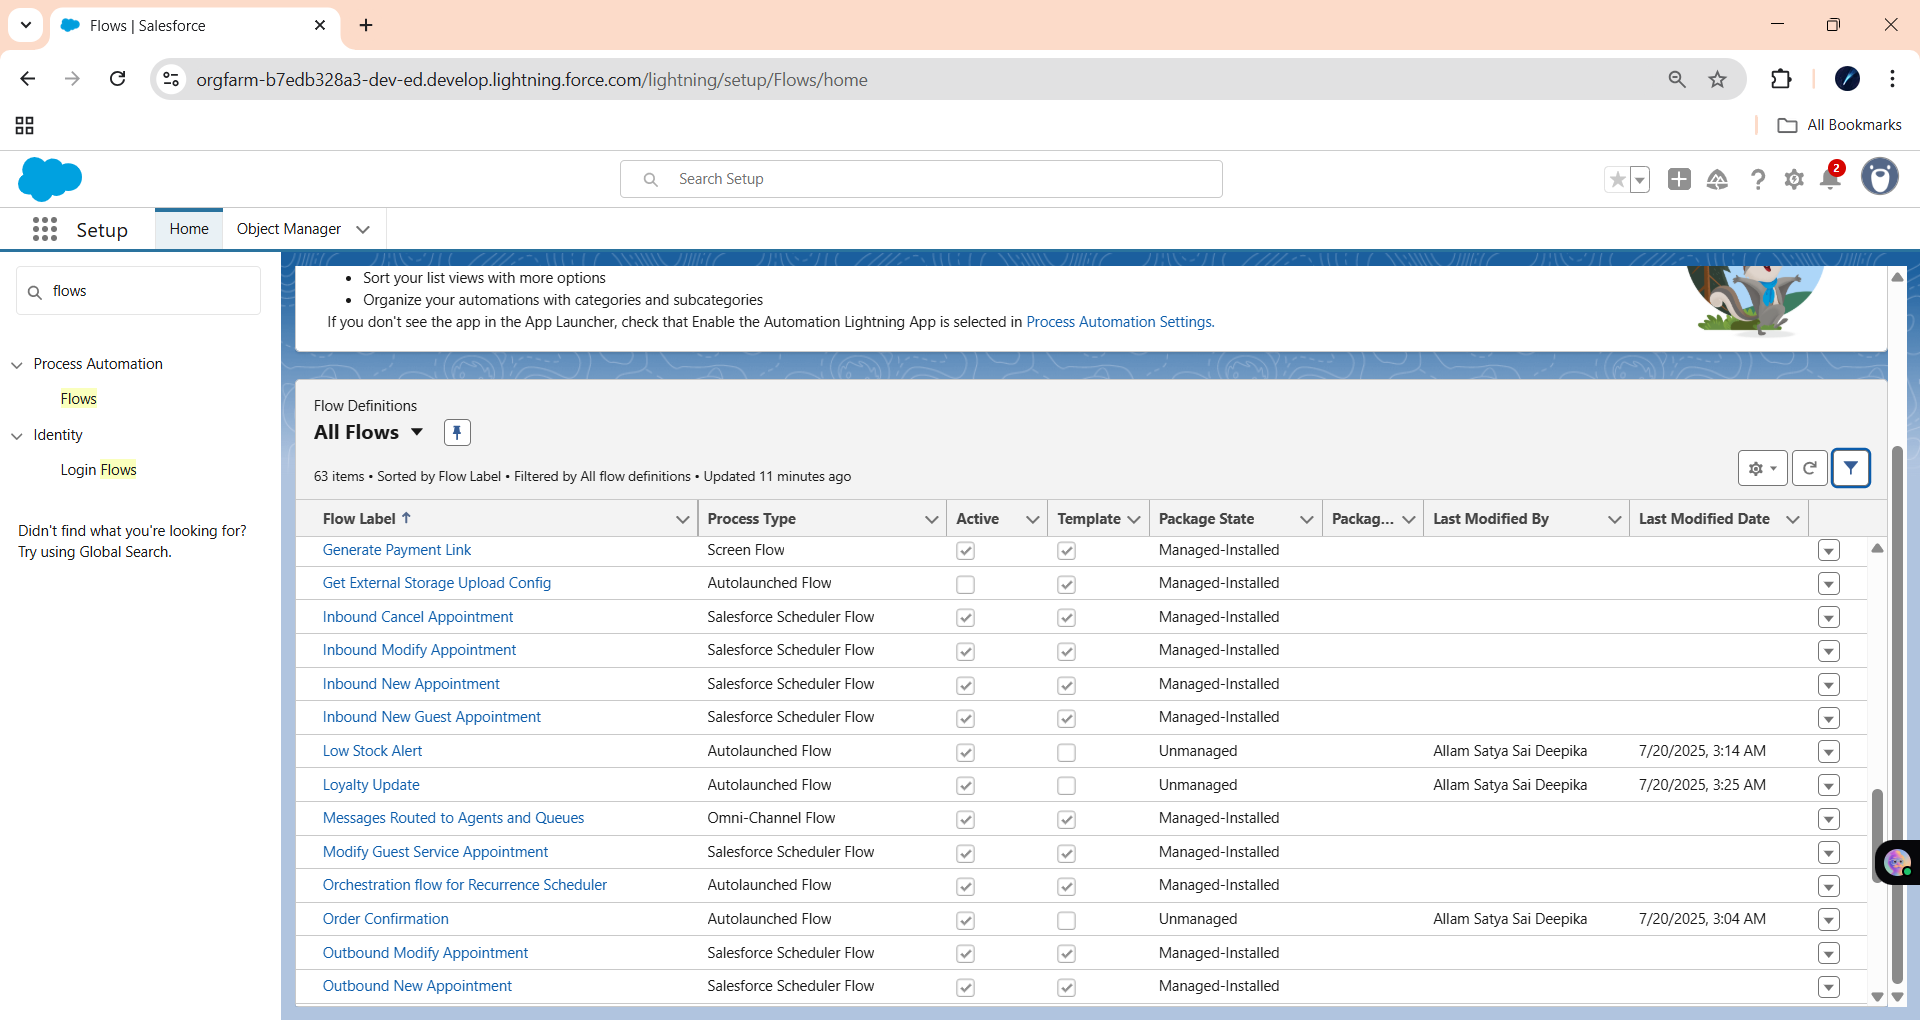 Flows | Salesforce
orgfarm-b7edb328a3-dev-ed.develop.lightning.force.com/lightning/setup/Flows/home
All Bookmarks
Search Setup
2
Setup
Home
Object Manager
flows
Process Automation
Flows
Identity
Login Flows
Didn't find what you're looking for?
Try using Global Search.
• Sort your list views with more options
• Organize your automations with categories and subcategories
If you don't see the app in the App Launcher, check that Enable the Automation Lightning App is selected in Process Automation Settings.
Flow Definitions
All Flows
63 items • Sorted by Flow Label • Filtered by All flow definitions • Updated 11 minutes ago
Flow Label ↑ Process Type Active Template Package State Packag... Last Modified By Last Modified Date
Generate Payment Link Screen Flow Managed-Installed
Get External Storage Upload Config Autolaunched Flow Managed-Installed
Inbound Cancel Appointment Salesforce Scheduler Flow Managed-Installed
Inbound Modify Appointment Salesforce Scheduler Flow Managed-Installed
Inbound New Appointment Salesforce Scheduler Flow Managed-Installed
Inbound New Guest Appointment Salesforce Scheduler Flow Managed-Installed
Low Stock Alert Autolaunched Flow Unmanaged Allam Satya Sai Deepika 7/20/2025, 3:14 AM
Loyalty Update Autolaunched Flow Unmanaged Allam Satya Sai Deepika 7/20/2025, 3:25 AM
Messages Routed to Agents and Queues Omni-Channel Flow Managed-Installed
Modify Guest Service Appointment Salesforce Scheduler Flow Managed-Installed
Orchestration flow for Recurrence Scheduler Autolaunched Flow Managed-Installed
Order Confirmation Autolaunched Flow Unmanaged Allam Satya Sai Deepika 7/20/2025, 3:04 AM
Outbound Modify Appointment Salesforce Scheduler Flow Managed-Installed
Outbound New Appointment Salesforce Scheduler Flow Managed-Installed